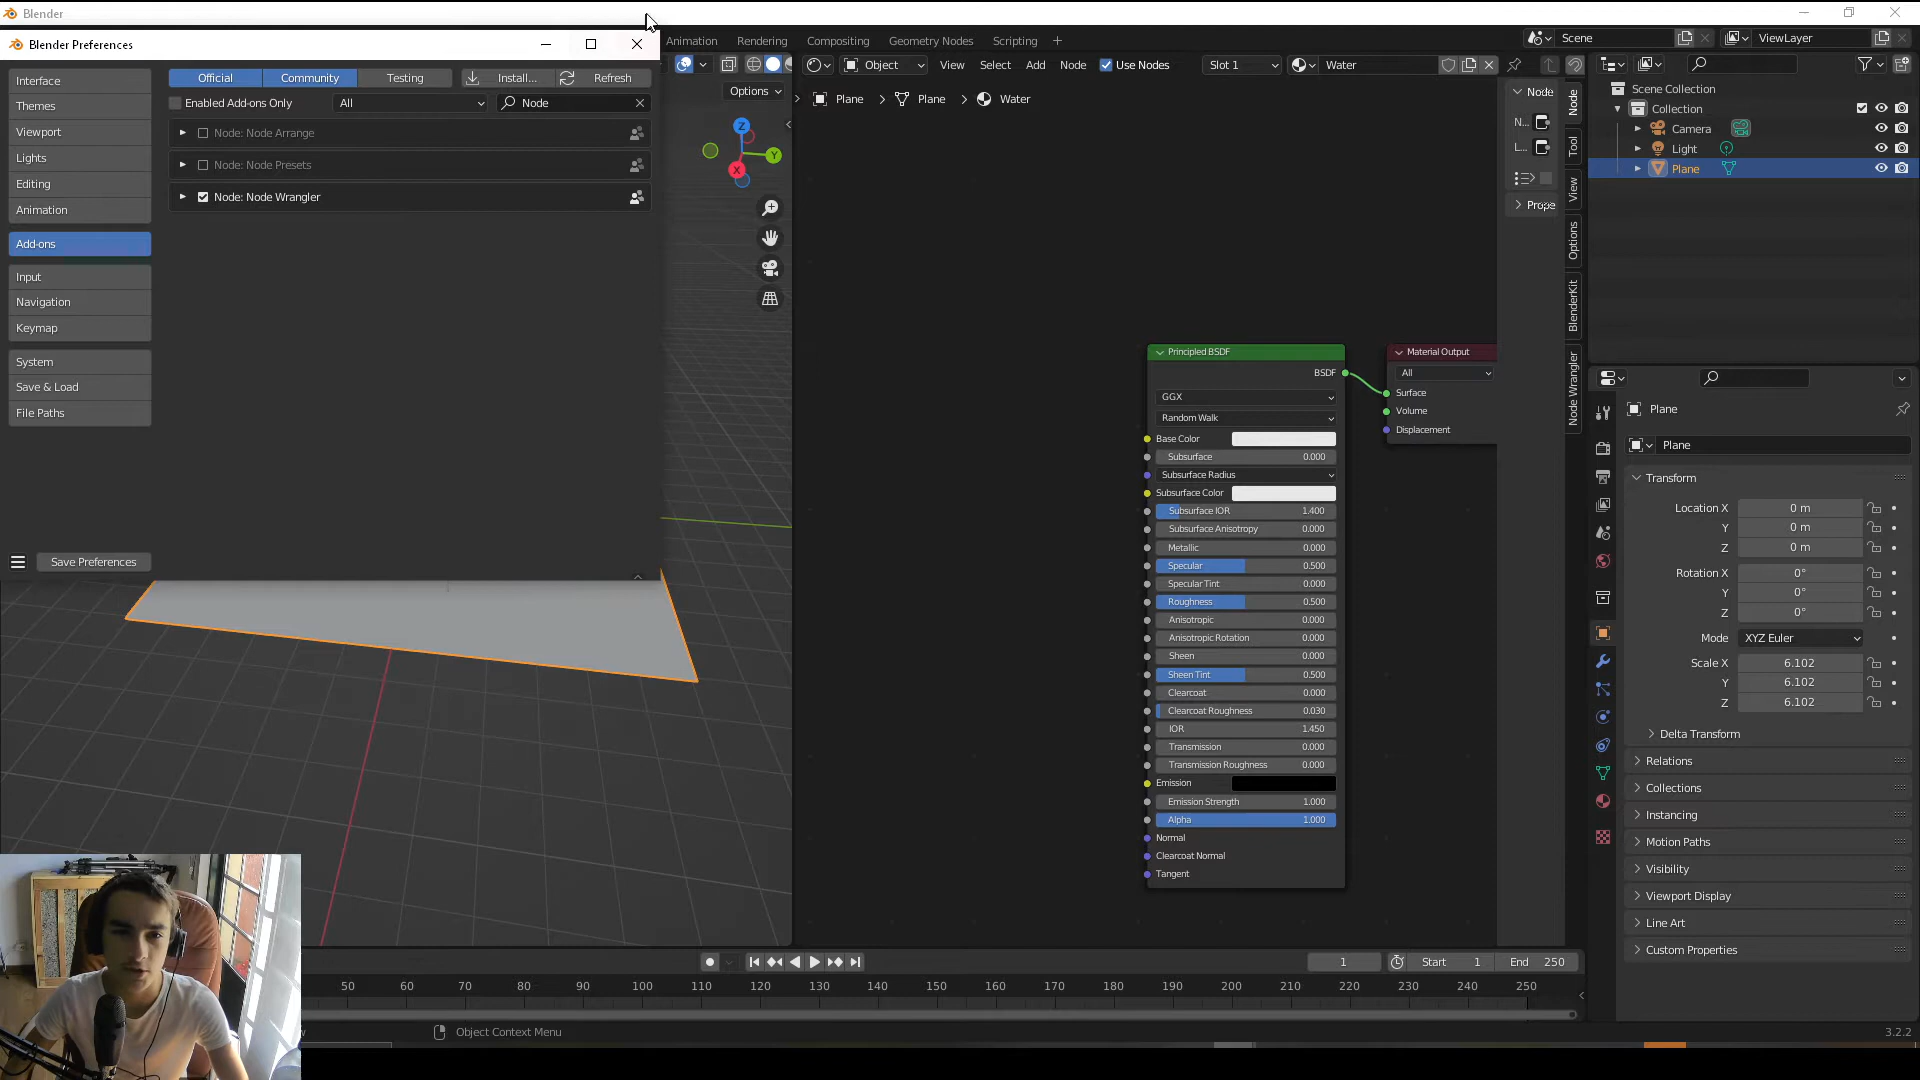 Blender
Blender Preferences
Animation Rendering Compositing Geometry Nodes Scripting
Scene ViewLayer
Interface
Themes
Viewport
Lights
Editing
Animation
Add-ons
Input
Navigation
Keymap
System
Save & Load
File Paths
Save Preferences
Official Community Testing Install... Refresh
Enabled Add-ons Only All Node
Node: Node Arrange
Node: Node Presets
Node: Node Wrangler
Options
Z
Y
X
Object View Select Add Node Use Nodes Slot 1 Water
Plane Plane Water
Node
N...
L...
Prope
Node
Tool
View
Options
BlenderKit
Node Wrangler
Principled BSDF
BSDF
GGX
Random Walk
Base Color
Subsurface 0.000
Subsurface Radius
Subsurface Color
Subsurface IOR 1.400
Subsurface Anisotropy 0.000
Metallic 0.000
Specular 0.500
Specular Tint 0.000
Roughness 0.500
Anisotropic 0.000
Anisotropic Rotation 0.000
Sheen 0.000
Sheen Tint 0.500
Clearcoat 0.000
Clearcoat Roughness 0.030
IOR 1.450
Transmission 0.000
Transmission Roughness 0.000
Emission
Emission Strength 1.000
Alpha 1.000
Normal
Clearcoat Normal
Tangent
Material Output
All
Surface
Volume
Displacement
Scene Collection
Collection
Camera
Light
Plane
Plane
Plane
Transform
Location X 0 m
Y 0 m
Z 0 m
Rotation X 0°
Y 0°
Z 0°
Mode XYZ Euler
Scale X 6.102
Y 6.102
Z 6.102
Delta Transform
Relations
Collections
Instancing
Motion Paths
Visibility
Viewport Display
Line Art
Custom Properties
1 Start 1 End 250
50 60 70 80 90 100 110 120 130 140 150 160 170 180 190 200 210 220 230 240 250
Object Context Menu
3.2.2